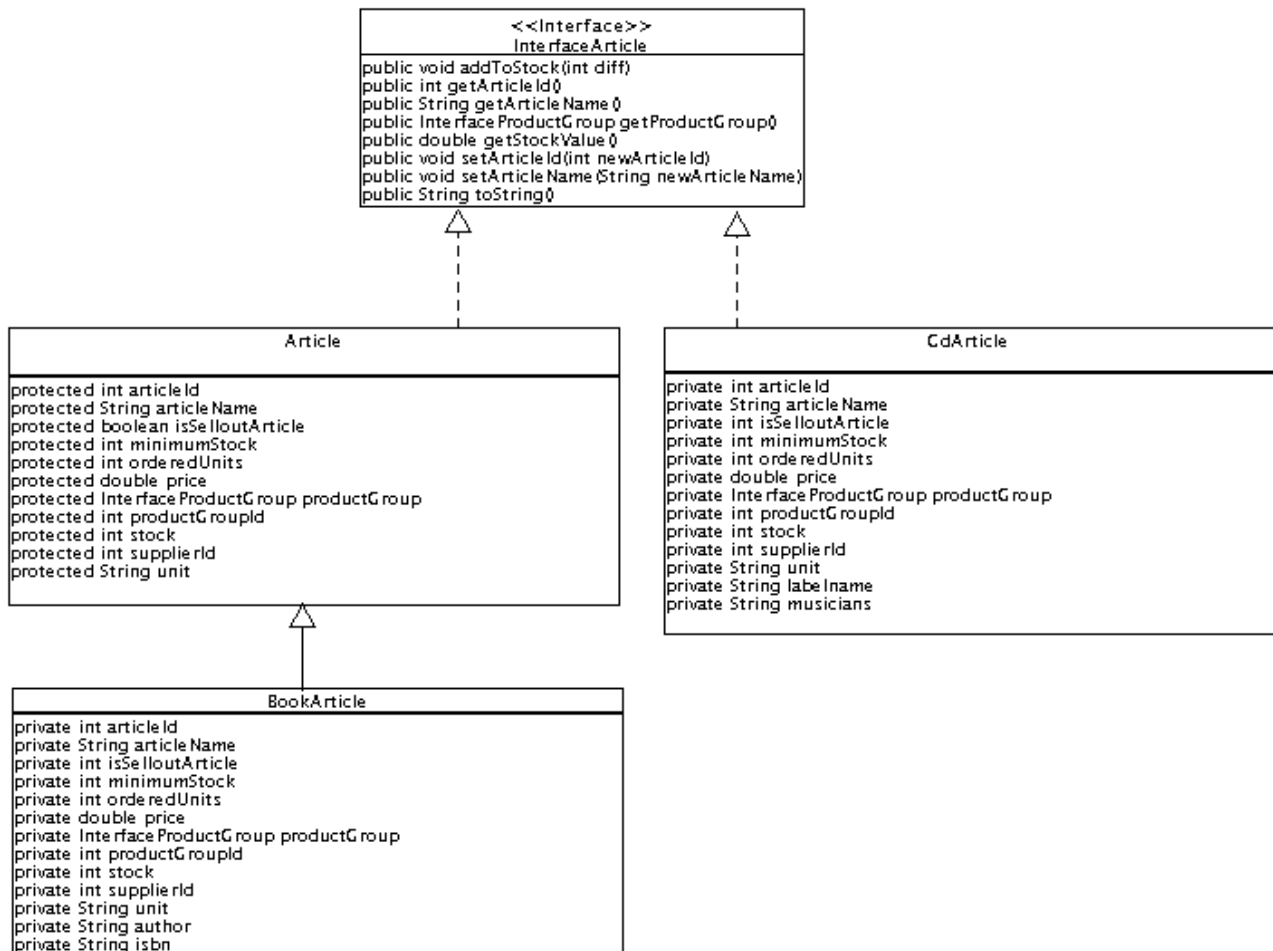 <<Interface>>
InterfaceArticle
public void addToStock(int diff)
public int getArticleId()
public String getArticleName()
public InterfaceProductGroup getProductGroup()
public double getStockValue()
public void setArticleId(int newArticleId)
public void setArticleName(String newArticleName)
public String toString()
Article
protected int articleId
protected String articleName
protected boolean isSelloutArticle
protected int minimumStock
protected int orderedUnits
protected double price
protected InterfaceProductGroup productGroup
protected int productGroupId
protected int stock
protected int supplierId
protected String unit
CdArticle
private int articleId
private String articleName
private int isSelloutArticle
private int minimumStock
private int orderedUnits
private double price
private InterfaceProductGroup productGroup
private int productGroupId
private int stock
private int supplierId
private String unit
private String labelname
private String musicians
BookArticle
private int articleId
private String articleName
private int isSelloutArticle
private int minimumStock
private int orderedUnits
private double price
private InterfaceProductGroup productGroup
private int productGroupId
private int stock
private int supplierId
private String unit
private String author
private String isbn